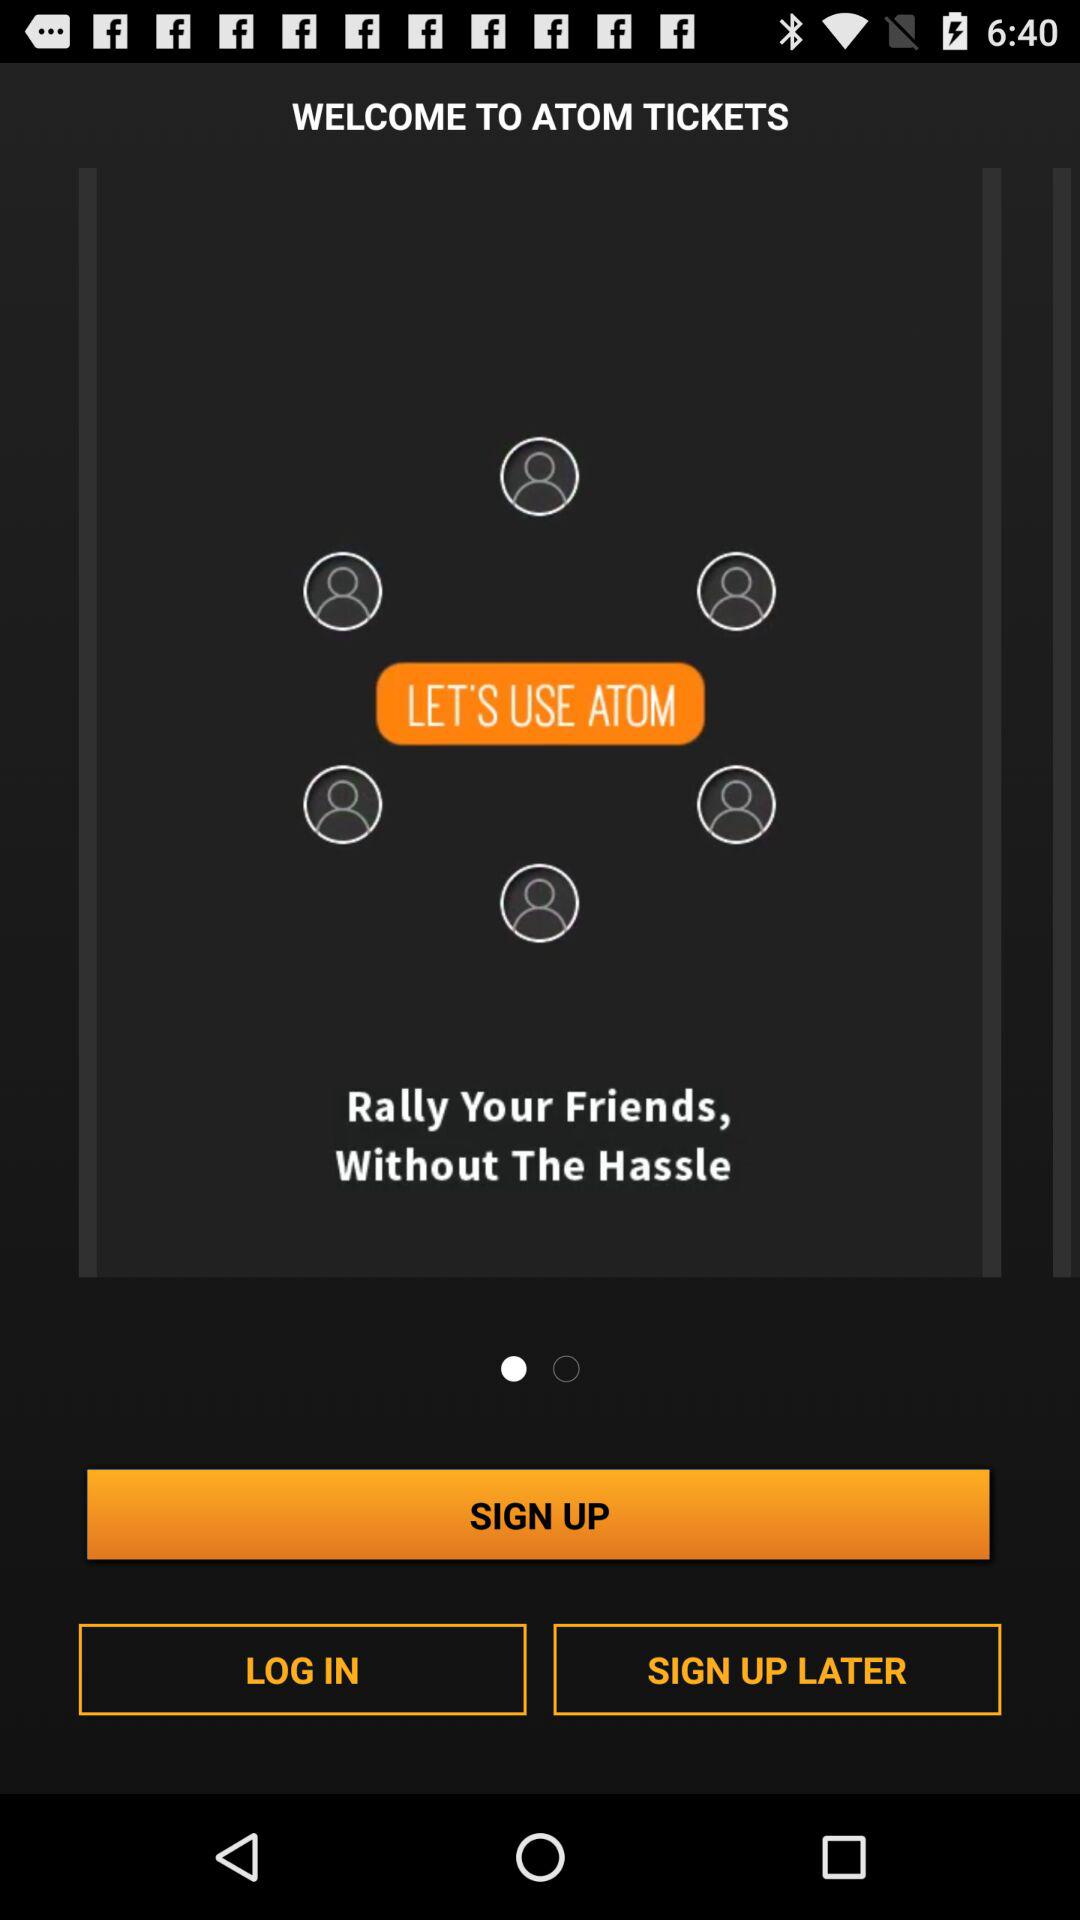 6:40
WELCOME TO ATOM TICKETS
LET'S USE ATOM
Rally Your Friends,
Without The Hassle
SIGN UP
LOG IN
SIGN UP LATER